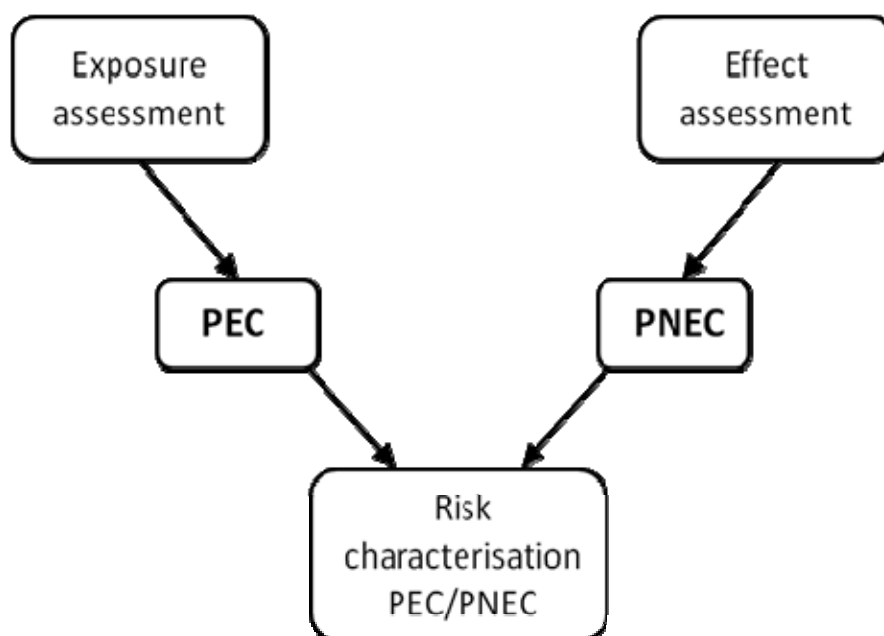 Exposure
assessment
Effect
assessment
PEC
PNEC
Risk
characterisation
PEC/PNEC